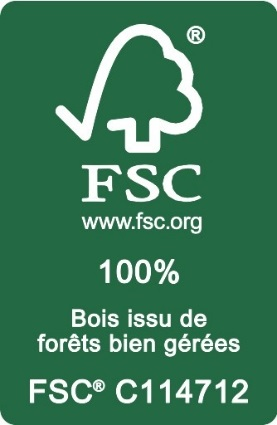 ®
FSC
www.fsc.org
100%
Bois issu de
forêts bien gérées
FSC® C114712